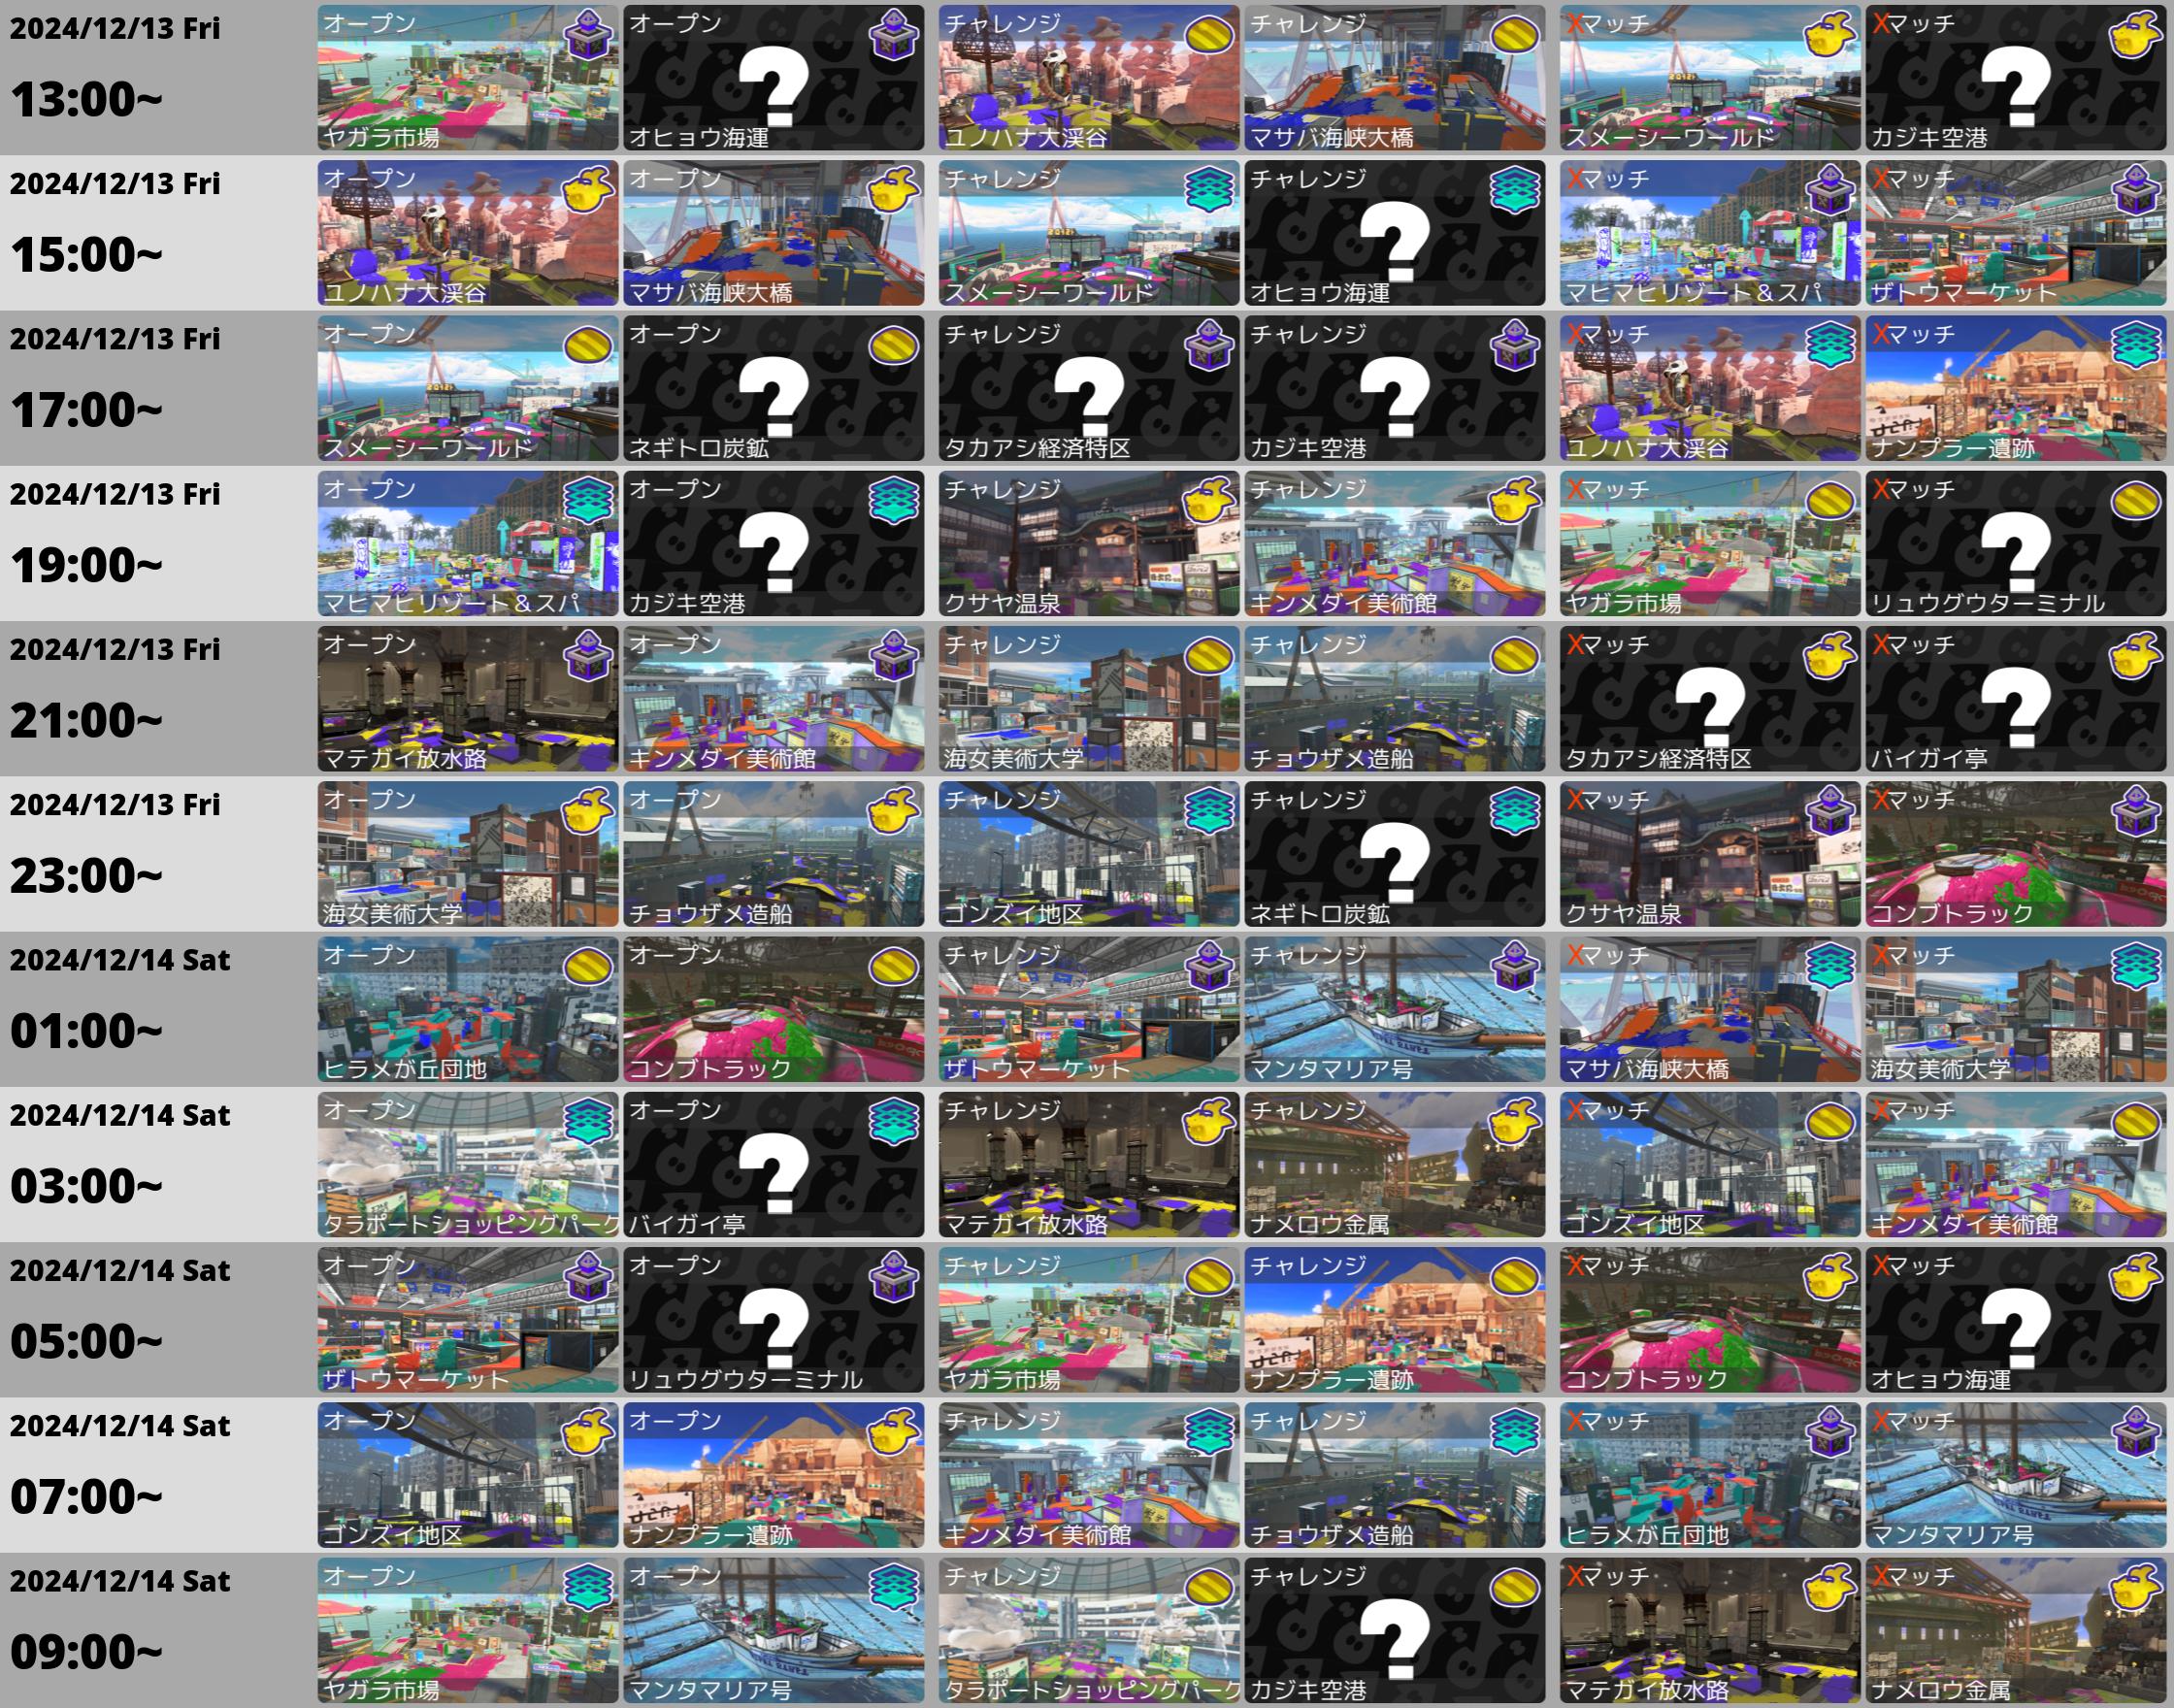 2024/12/13 Fri
13:00~
オープン
ヤガラ市場
オープン
?
オヒョウ海運
チャレンジ
ユノハナ大渓谷
チャレンジ
マサバ海峡大橋
Xマッチ
スメーシーワールド
Xマッチ
?
カジキ空港
2024/12/13 Fri
15:00~
オープン
ユノハナ大渓谷
オープン
マサバ海峡大橋
チャレンジ
スメーシーワールド
チャレンジ
?
オヒョウ海運
Xマッチ
マヒマヒリゾート&スパ
Xマッチ
ザトウマーケット
2024/12/13 Fri
17:00~
オープン
スメーシーワールド
オープン
?
ネギトロ炭鉱
チャレンジ
?
タカアシ経済特区
チャレンジ
?
カジキ空港
Xマッチ
ユノハナ大渓谷
Xマッチ
ナンプラー遺跡
2024/12/13 Fri
19:00~
オープン
マヒマヒリゾート&スパ
オープン
?
カジキ空港
チャレンジ
クサヤ温泉
チャレンジ
キンメダイ美術館
Xマッチ
ヤガラ市場
Xマッチ
?
リュウグウターミナル
2024/12/13 Fri
21:00~
オープン
マテガイ放水路
オープン
キンメダイ美術館
チャレンジ
海女美術大学
チャレンジ
チョウザメ造船
Xマッチ
?
タカアシ経済特区
Xマッチ
?
バイガイ亭
2024/12/13 Fri
23:00~
オープン
海女美術大学
オープン
チョウザメ造船
チャレンジ
ゴンズイ地区
チャレンジ
?
ネギトロ炭鉱
Xマッチ
クサヤ温泉
Xマッチ
コンブトラック
2024/12/14 Sat
01:00~
オープン
ヒラメが丘団地
オープン
コンブトラック
チャレンジ
ザトウマーケット
チャレンジ
マンタマリア号
Xマッチ
マサバ海峡大橋
Xマッチ
海女美術大学
2024/12/14 Sat
03:00~
オープン
タラポートショッピングパーク
オープン
?
バイガイ亭
チャレンジ
マテガイ放水路
チャレンジ
ナメロウ金属
Xマッチ
ゴンズイ地区
Xマッチ
キンメダイ美術館
2024/12/14 Sat
05:00~
オープン
ザトウマーケット
オープン
?
リュウグウターミナル
チャレンジ
ヤガラ市場
チャレンジ
ナンプラー遺跡
Xマッチ
コンブトラック
Xマッチ
?
オヒョウ海運
2024/12/14 Sat
07:00~
オープン
ゴンズイ地区
オープン
ナンプラー遺跡
チャレンジ
キンメダイ美術館
チャレンジ
チョウザメ造船
Xマッチ
ヒラメが丘団地
Xマッチ
マンタマリア号
2024/12/14 Sat
09:00~
オープン
ヤガラ市場
オープン
マンタマリア号
チャレンジ
タラポートショッピングパーク
チャレンジ
?
カジキ空港
Xマッチ
マテガイ放水路
Xマッチ
ナメロウ金属